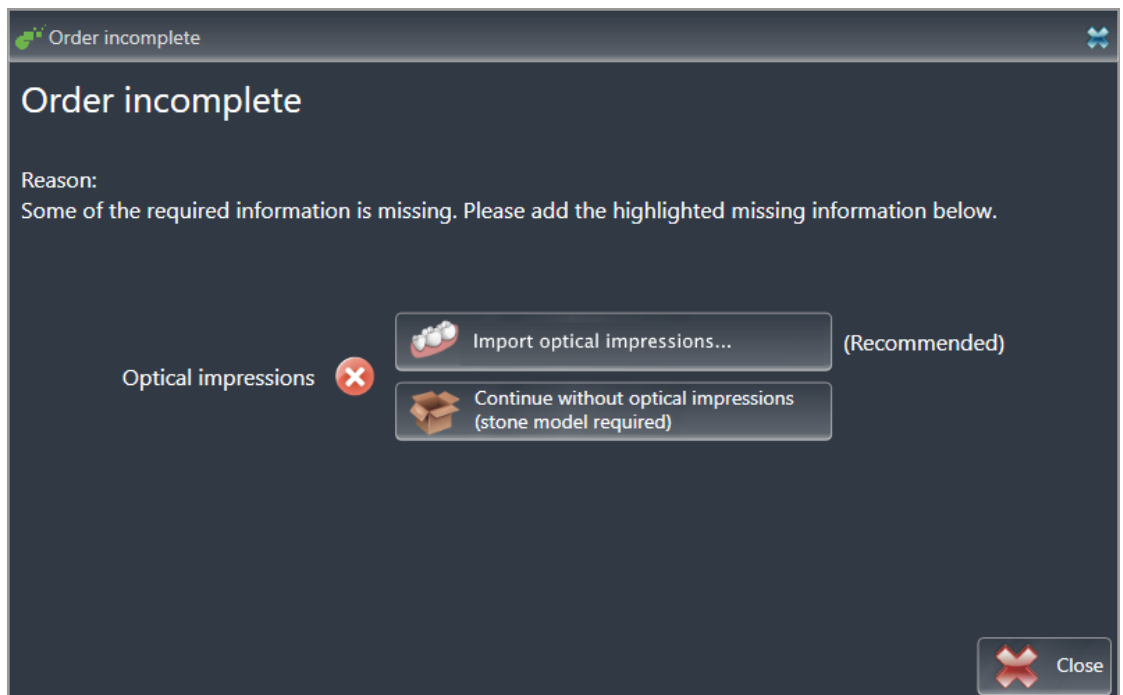 Order incomplete
Order incomplete
Reason:
Some of the required information is missing. Please add the highlighted missing information below.
Import optical impressions...
(Recommended)
Optical impressions
Continue without optical impressions
(stone model required)
Close